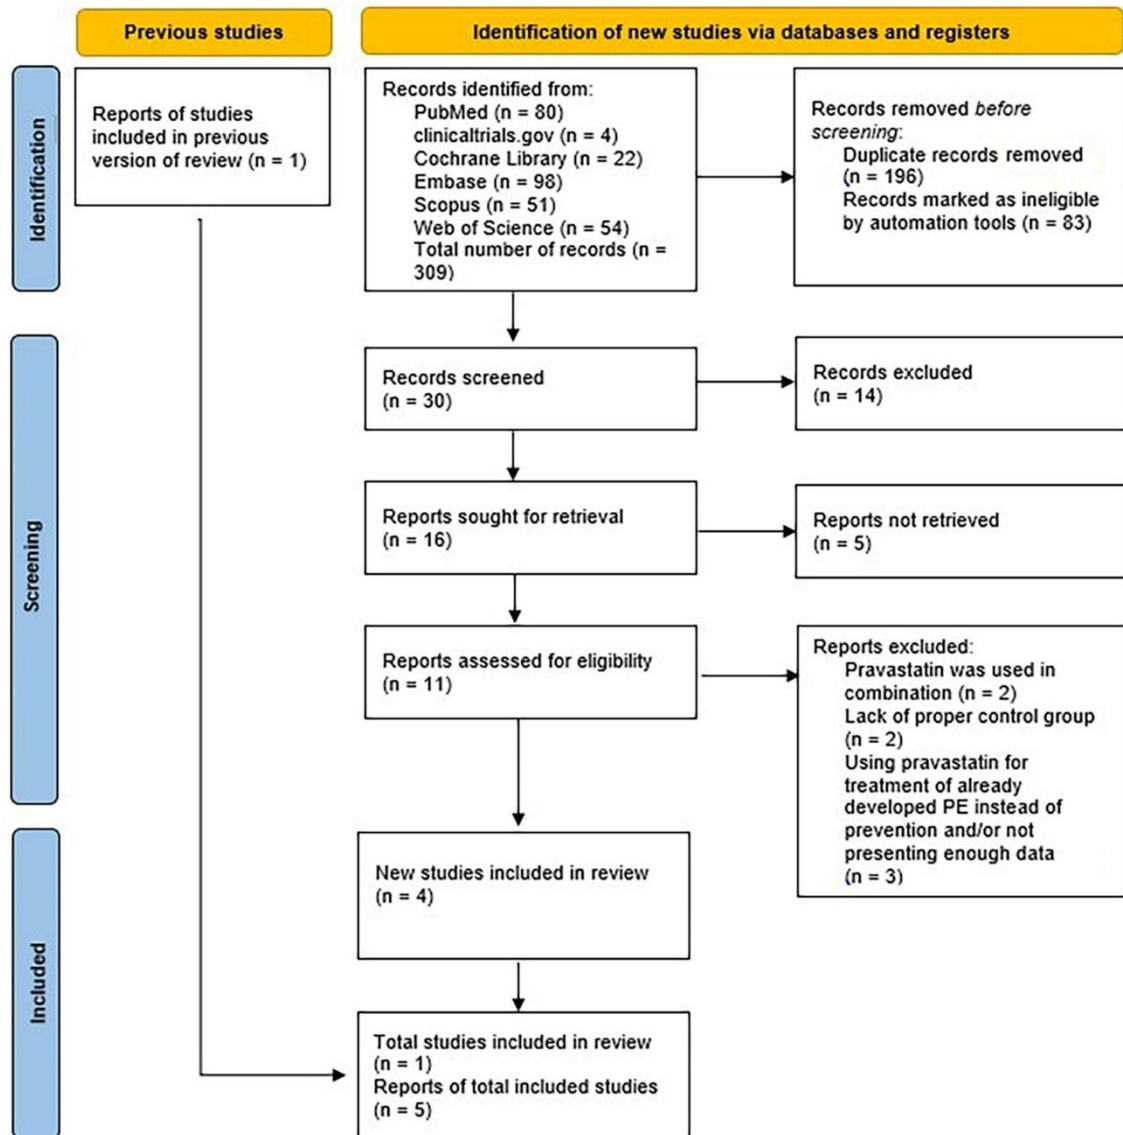 Previous studies
Identification of new studies via databases and registers
Identification
Reports of studies
included in previous
version of review (n = 1)
Records identified from:
PubMed (n = 80)
clinicaltrials.gov (n = 4)
Cochrane Library (n = 22)
Embase (n = 98)
Scopus (n = 51)
Web of Science (n = 54)
Total number of records (n =
309)
Records removed before
screening:
Duplicate records removed
(n = 196)
Records marked as ineligible
by automation tools (n = 83)
Screening
Records screened
(n = 30)
Records excluded
(n = 14)
Reports sought for retrieval
(n = 16)
Reports not retrieved
(n = 5)
Reports assessed for eligibility
(n = 11)
Reports excluded:
Pravastatin was used in
combination (n = 2)
Lack of proper control group
(n = 2)
Using pravastatin for
treatment of already
developed PE instead of
prevention and/or not
presenting enough data
(n = 3)
Included
New studies included in review
(n = 4)
Total studies included in review
(n = 1)
Reports of total included studies
(n = 5)